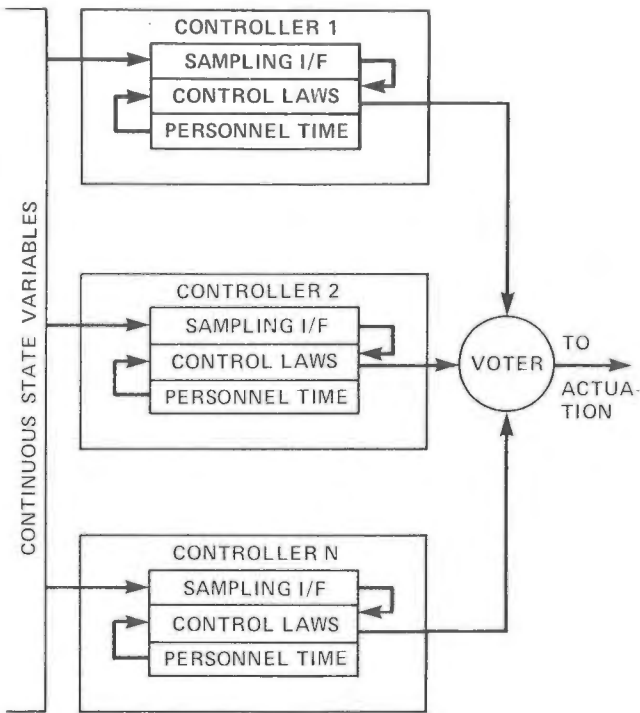 CONTINUOUS STATE VARIABLES
CONTROLLER 1
SAMPLING I/F
CONTROL LAWS
PERSONNEL TIME
CONTROLLER 2
SAMPLING I/F
CONTROL LAWS
PERSONNEL TIME
VOTER
TO
ACTUA-
TION
CONTROLLER N
SAMPLING I/F
CONTROL LAWS
PERSONNEL TIME